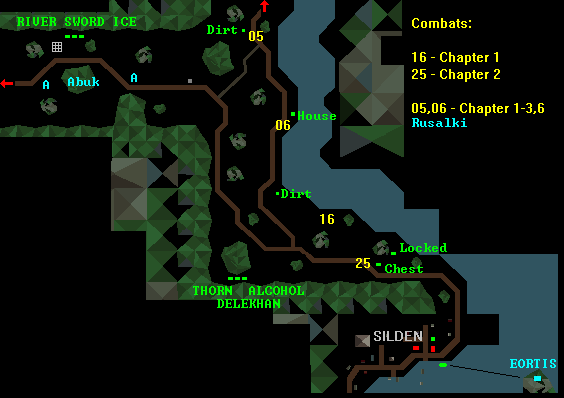 RIVER SWORD ICE
Combats:
Dirt
05
16 - Chapter 1
25 - Chapter 2
A
Abuk
A
05,06 - Chapter 1-3,6
Rusalki
House
06
Dirt
16
Locked
25
Chest
THORN ALCOHOL
DELEKHAN
SILDEN
EORTIS